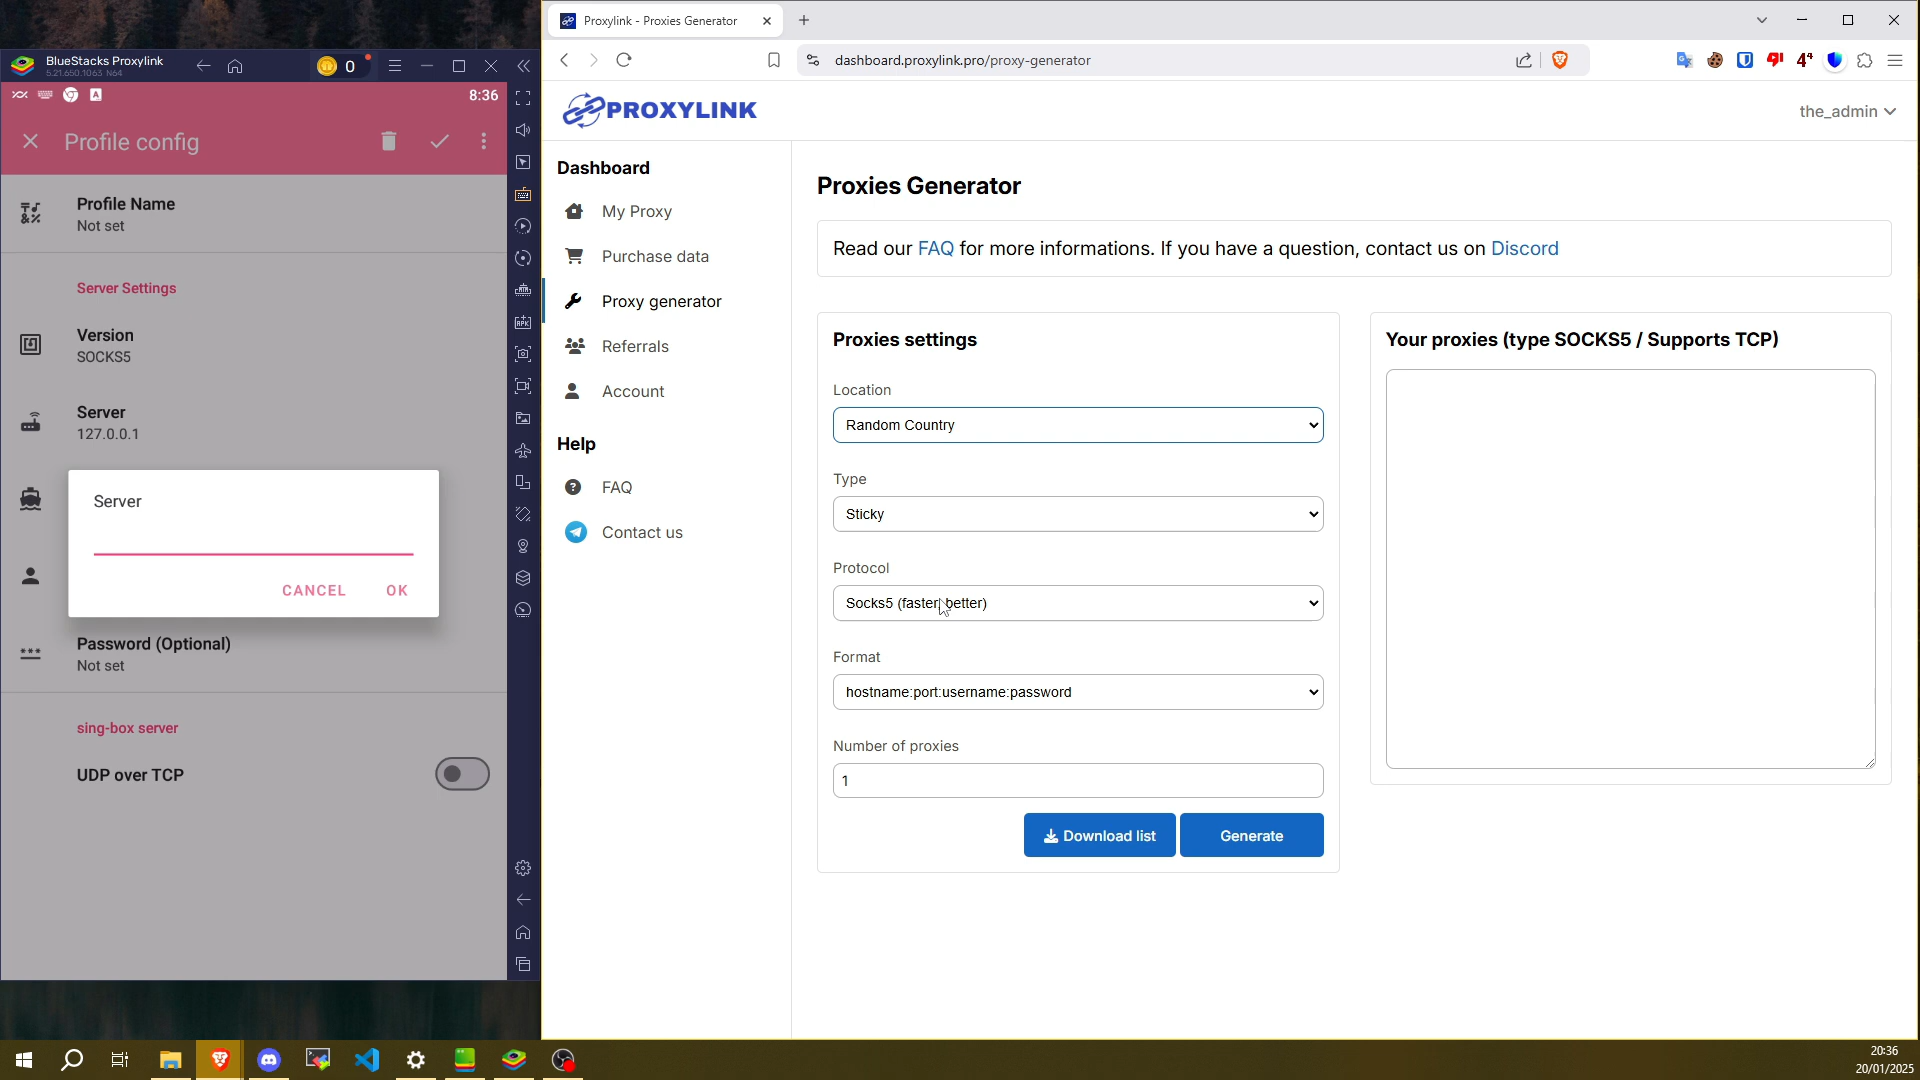 BlueStacks Proxylink
5.21.650.1063 N64
0
8:36
Profile config
Profile Name
Not set
Server Settings
Version
SOCKS5
Server
127.0.0.1
Server
CANCEL
OK
Password (Optional)
Not set
sing-box server
UDP over TCP
Proxylink - Proxies Generator
dashboard.proxylink.pro/proxy-generator
PROXYLINK
the_admin
Dashboard
My Proxy
Purchase data
Proxy generator
Referrals
Account
Help
FAQ
Contact us
Proxies Generator
Read our FAQ for more informations. If you have a question, contact us on Discord
Proxies settings
Location
Random Country
Type
Sticky
Protocol
Socks5 (faster, better)
Format
hostname:port:username:password
Number of proxies
1
Download list
Generate
Your proxies (type SOCKS5 / Supports TCP)
20:36
20/01/2025